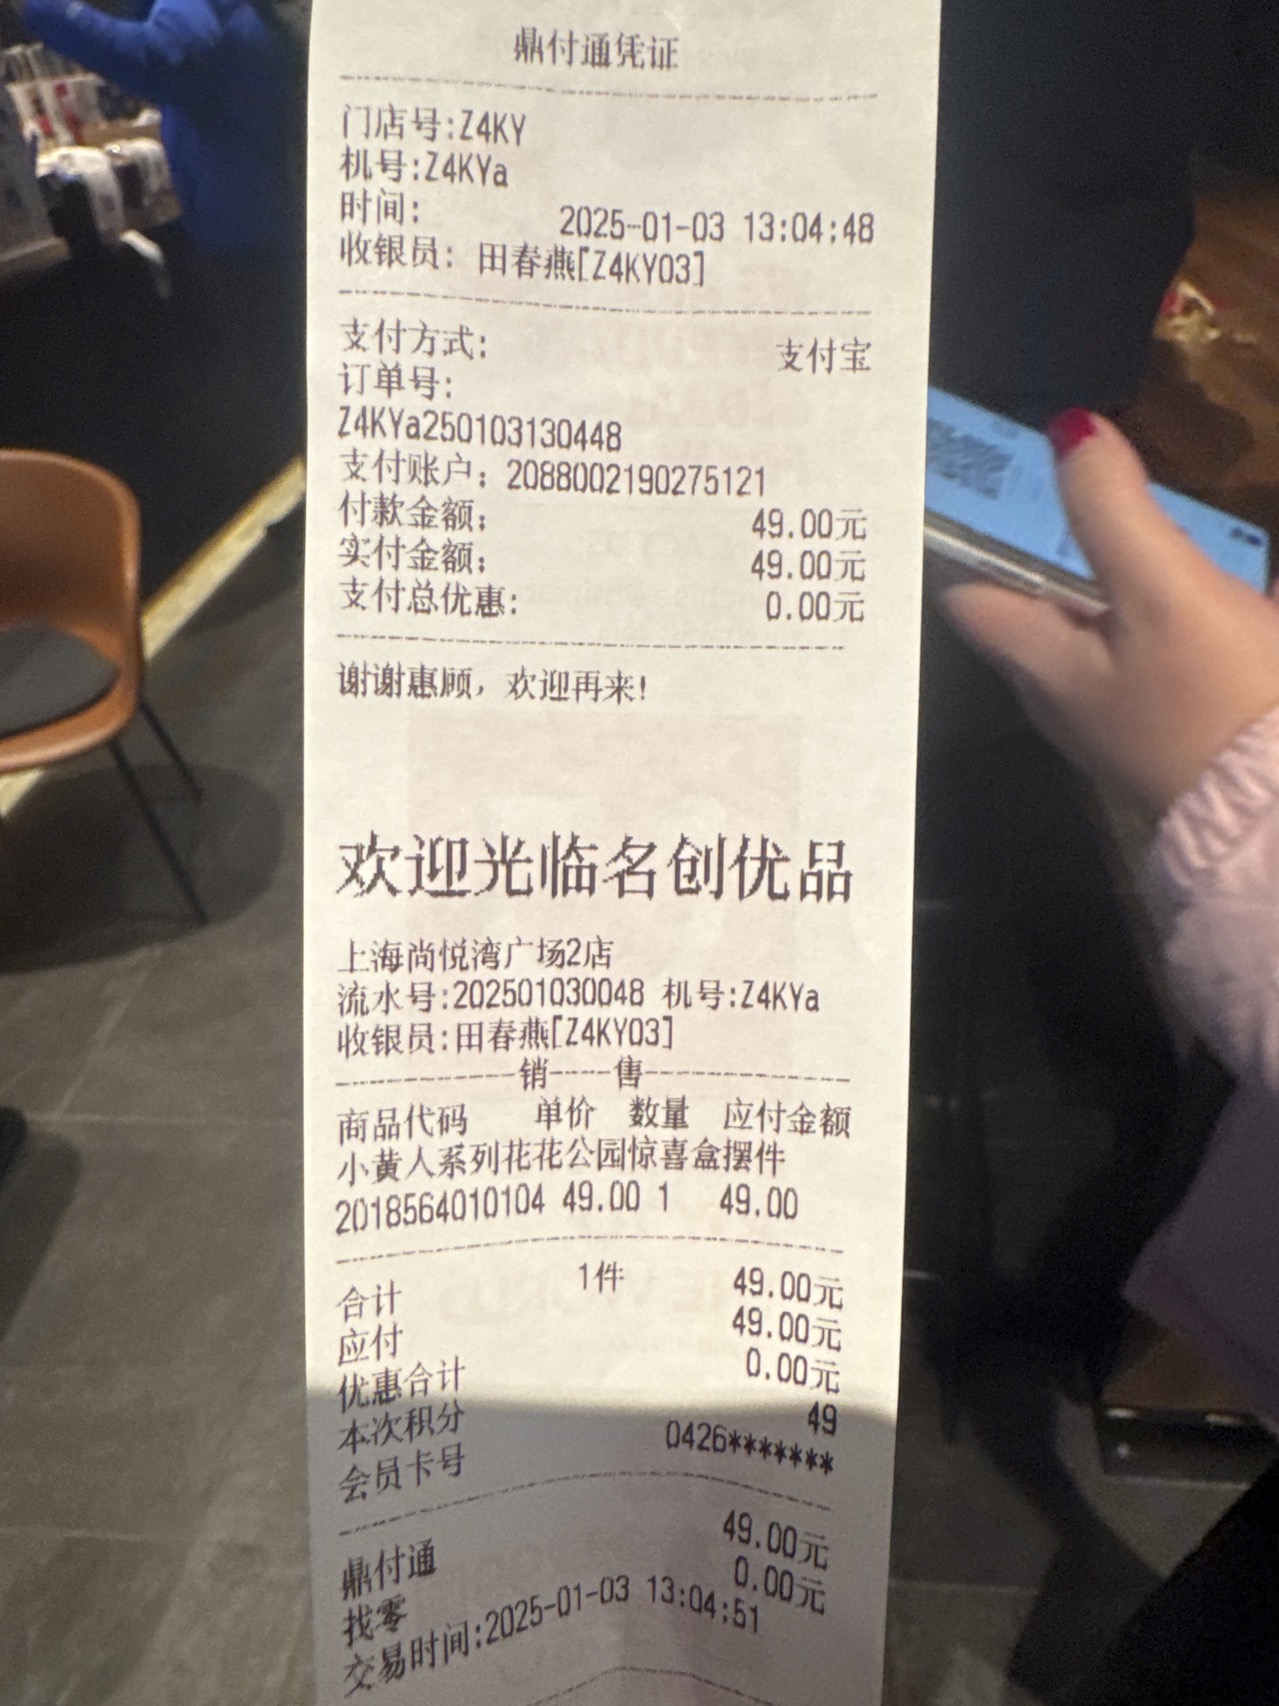 鼎付通凭证
门店号:Z4KY
机号:Z4KYa
时间: 2025-01-03 13:04:48
收银员: 田春燕[Z4KY03]
支付方式: 支付宝
订单号:
Z4KYa250103130448
支付账户: 2088002190275121
付款金额: 49.00元
实付金额: 49.00元
支付总优惠: 0.00元
谢谢惠顾，欢迎再来!
欢迎光临名创优品
上海尚悦湾广场2店
流水号:202501030048 机号:Z4KYa
收银员:田春燕[Z4KY03]
销-----售
商品代码 单价 数量 应付金额
小黄人系列花花公园惊喜盒摆件
2018564010104 49.00 1 49.00
合计 1件 49.00元
应付 49.00元
优惠合计 0.00元
本次积分 49
会员卡号 0426*******
鼎付通 49.00元
找零 0.00元
交易时间:2025-01-03 13:04:51